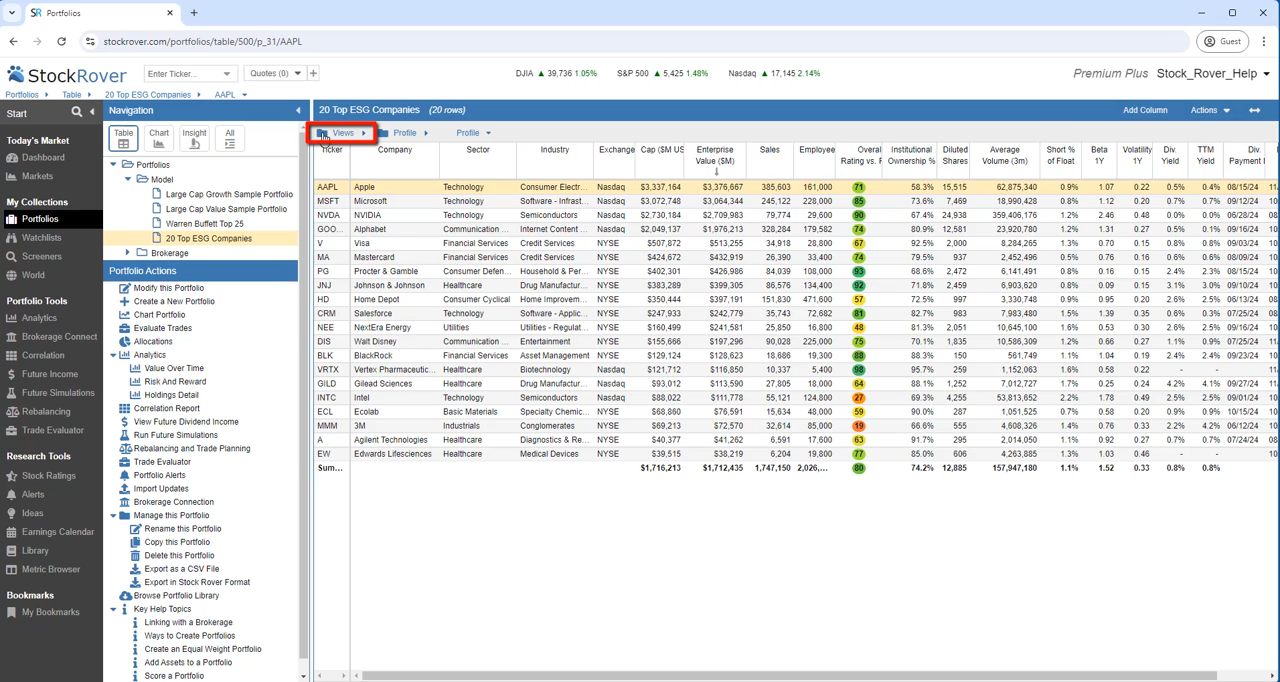 SR Portfolios
stockrover.com/portfolios/table/500/p_31/AAPL
Guest
StockRover
Enter Ticker...
Quotes (0)
DJIA ▲ 39,736 1.05% S&P 500 ▲ 5,425 1.48% Nasdaq ▲ 17,145 2.14%
Premium Plus Stock_Rover_Help
Portfolios Table 20 Top ESG Companies AAPL
Start
Today's Market
Dashboard
Markets
My Collections
Portfolios
Watchlists
Screeners
World
Portfolio Tools
Analytics
Brokerage Connect
Correlation
Future Income
Future Simulations
Rebalancing
Trade Evaluator
Research Tools
Stock Ratings
Alerts
Ideas
Earnings Calendar
Library
Metric Browser
Bookmarks
My Bookmarks
Navigation
Table Chart Insight All
Portfolios
Model
Large Cap Growth Sample Portfolio
Large Cap Value Sample Portfolio
Warren Buffett Top 25
20 Top ESG Companies
Brokerage
Portfolio Actions
Modify this Portfolio
Create a New Portfolio
Chart Portfolio
Evaluate Trades
Allocations
Analytics
Value Over Time
Risk And Reward
Holdings Detail
Correlation Report
View Future Dividend Income
Run Future Simulations
Rebalancing and Trade Planning
Trade Evaluator
Portfolio Alerts
Import Updates
Brokerage Connection
Manage this Portfolio
Rename this Portfolio
Copy this Portfolio
Delete this Portfolio
Export as a CSV File
Export in Stock Rover Format
Browse Portfolio Library
Key Help Topics
Linking with a Brokerage
Ways to Create Portfolios
Create an Equal Weight Portfolio
Add Assets to a Portfolio
Score a Portfolio
20 Top ESG Companies (20 rows)
Add Column Actions
Views Profile Profile
Ticker Company Sector Industry Exchange Cap ($M US Enterprise Value ($M) Sales Employee Overal Rating vs. F Institutional Ownership % Diluted Shares Average Volume (3m) Short % of Float Beta 1Y Volatility 1Y Div. Yield TTM Yield Div. Payment
AAPL Apple Technology Consumer Electr... Nasdaq $3,337,164 $3,376,667 385,603 161,000 71 58.3% 15,515 62,875,340 0.9% 1.07 0.22 0.5% 0.4% 08/15/24 11/
MSFT Microsoft Technology Software - Infrast... Nasdaq $3,072,748 $3,064,344 245,122 228,000 85 73.6% 7,469 18,990,428 0.8% 1.12 0.20 0.7% 0.7% 09/12/24 10
NVDA NVIDIA Technology Semiconductors Nasdaq $2,730,184 $2,709,983 79,774 29,600 90 67.4% 24,938 359,406,176 1.2% 2.46 0.48 0.0% 0.0% 06/28/24 0
GOO... Alphabet Communication ... Internet Content ... Nasdaq $2,049,137 $1,976,213 328,284 179,582 74 80.9% 12,581 23,920,780 1.2% 1.31 0.27 0.5% 0.1%
V Visa Financial Services Credit Services NYSE $507,872 $513,255 34,918 28,800 67 92.5% 2,000 8,284,265 1.3% 0.70 0.15 0.8% 0.8% 09/03/24
MA Mastercard Financial Services Credit Services NYSE $424,672 $432,919 26,390 33,400 74 79.5% 937 2,452,496 0.5% 0.76 0.16 0.6% 0.6% 08/09/24
PG Procter & Gamble Consumer Defen... Household & Per... NYSE $402,301 $426,986 84,039 108,000 93 68.6% 2,472 6,141,491 0.8% 0.16 0.15 2.4% 2.3% 08/15/24
JNJ Johnson & Johnson Healthcare Drug Manufactur... NYSE $383,289 $399,305 86,576 134,400 92 71.8% 2,459 8,623,165 0.7% 0.09 0.15 3.1% 3.0% 09/10/24
HD Home Depot Consumer Cyclical Home Improvem... NYSE $350,444 $397,191 151,830 471,600 57 72.5% 997 3,330,748 0.9% 0.95 0.20 2.6% 2.5% 06/13/24
CRM Salesforce Technology Software - Applic... NYSE $247,933 $242,779 35,743 72,682 81 82.7% 983 7,983,480 1.5% 1.39 0.35 0.6% 0.3% 07/25/24
NEE NextEra Energy Utilities Utilities - Regulat... NYSE $160,499 $241,581 25,850 16,800 48 81.3% 2,051 10,645,100 1.6% 0.53 0.30 2.6% 2.5% 09/16/24
DIS Walt Disney Communication ... Entertainment NYSE $155,666 $197,296 90,028 225,000 75 70.1% 1,835 10,586,309 1.2% 0.66 0.27 1.1% 0.9% 07/25/24
BLK BlackRock Financial Services Asset Management NYSE $129,124 $128,623 18,686 19,300 88 88.3% 150 561,749 1.1% 1.04 0.19 2.4% 2.4% 09/23/24
VRTX Vertex Pharmaceutic... Healthcare Biotechnology Nasdaq $121,712 $116,850 10,337 5,400 98 95.7% 259 1,152,063 1.6% 0.58 0.22 - -
GILD Gilead Sciences Healthcare Drug Manufactur... Nasdaq $93,012 $113,590 27,805 18,000 64 88.1% 1,252 7,012,727 1.7% 0.25 0.24 4.2% 4.1% 09/27/24
INTC Intel Technology Semiconductors Nasdaq $88,022 $111,778 55,121 124,800 27 69.3% 4,255 53,813,652 2.2% 1.78 0.49 2.5% 2.5% 09/01/24
ECL Ecolab Basic Materials Specialty Chemic... NYSE $68,860 $76,591 15,634 48,000 59 90.0% 287 1,051,525 0.7% 0.58 0.20 0.9% 0.9% 10/15/24
MMM 3M Industrials Conglomerates NYSE $69,213 $72,570 32,614 85,000 19 66.6% 555 4,608,326 1.4% 0.76 0.33 2.2% 4.2% 06/12/24
A Agilent Technologies Healthcare Diagnostics & Re... NYSE $40,377 $41,262 6,591 17,600 63 91.7% 295 2,014,050 1.1% 0.92 0.27 0.7% 0.7% 07/24/24
EW Edwards Lifesciences Healthcare Medical Devices NYSE $39,515 $38,219 6,204 19,800 77 85.0% 606 4,263,885 1.3% 1.03 0.46 - -
Sum... $1,716,213 $1,712,435 1,747,150 2,026,... 80 74.2% 12,885 157,947,180 1.1% 1.52 0.33 0.8% 0.8%